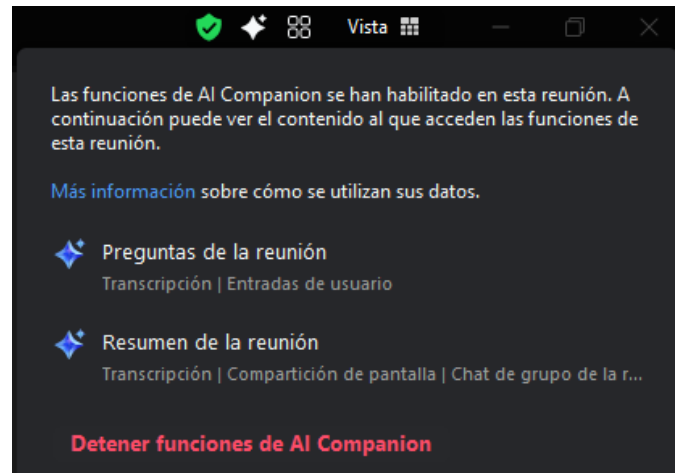 Vista
Las funciones de AI Companion se han habilitado en esta reunión. A
continuación puede ver el contenido al que acceden las funciones de
esta reunión.
Más información sobre cómo se utilizan sus datos.
Preguntas de la reunión
Transcripción | Entradas de usuario
Resumen de la reunión
Transcripción | Compartición de pantalla | Chat de grupo de la r...
Detener funciones de AI Companion